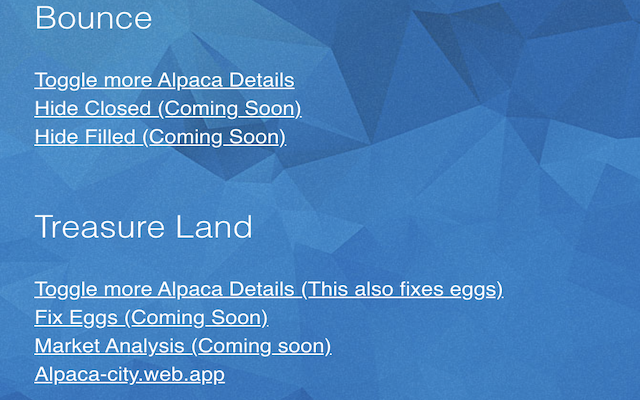 Bounce
Toggle more Alpaca Details
Hide Closed (Coming Soon)
Hide Filled (Coming Soon)
Treasure Land
Toggle more Alpaca Details (This also fixes eggs)
Fix Eggs (Coming Soon)
Market Analysis (Coming soon)
Alpaca-city.web.app